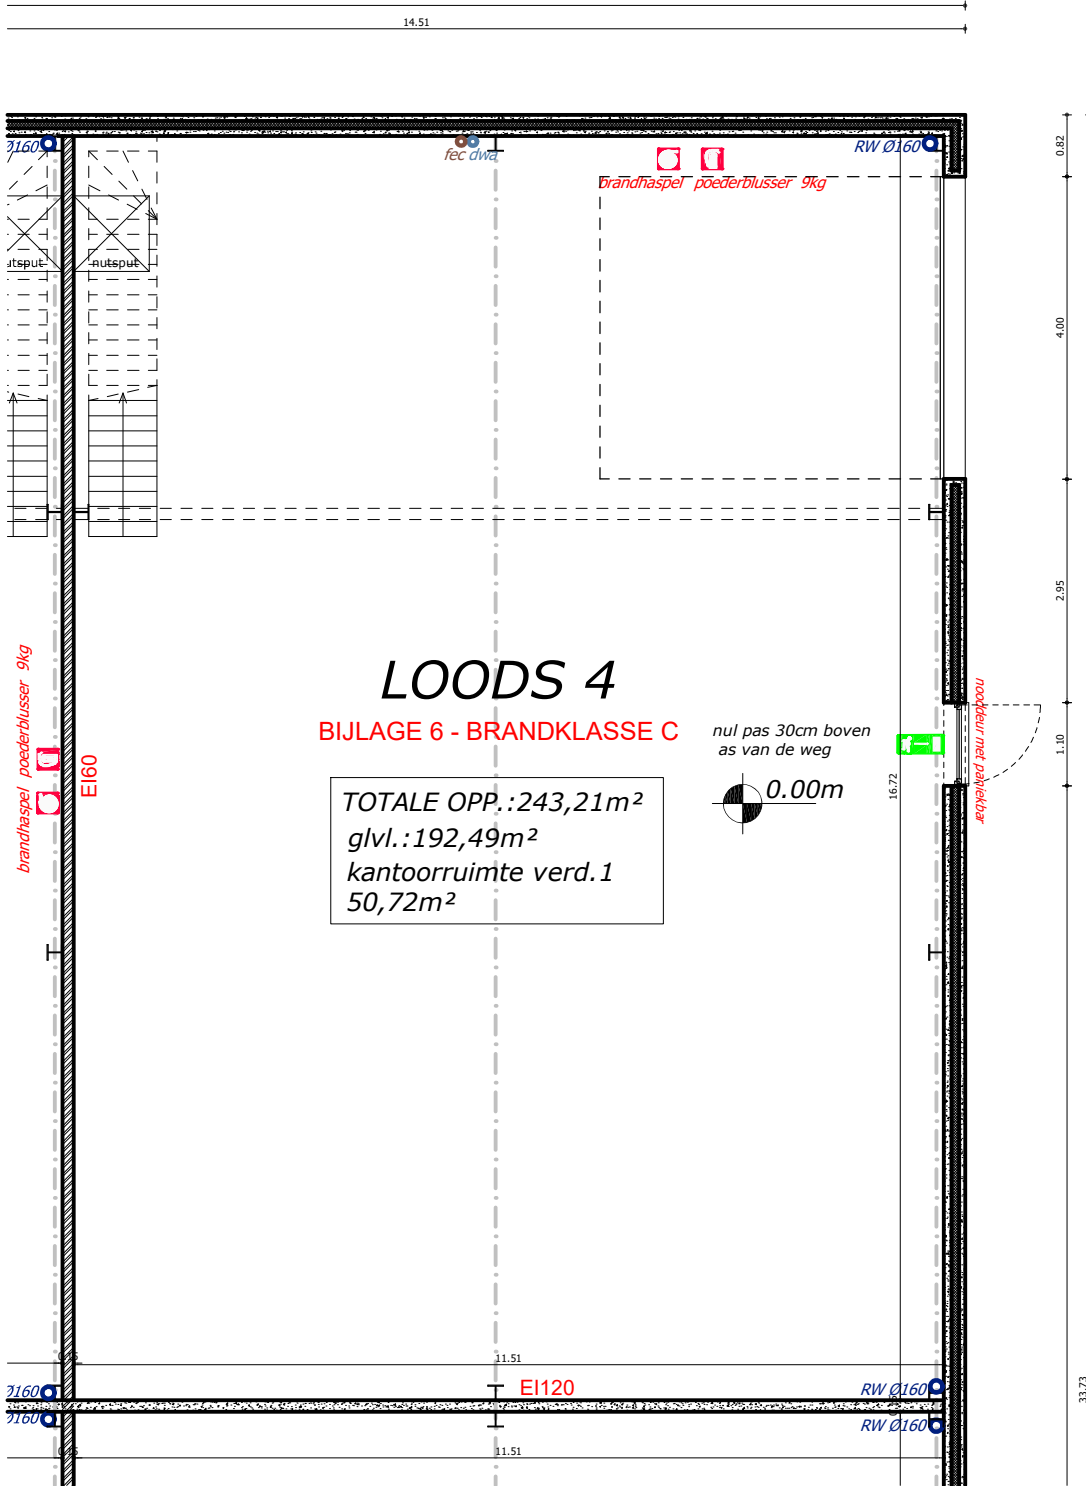 14.51
Ø160
fec dwa
RW Ø160
0.82
brandhaspel poederblusser 9kg
nutsput
nutsput
4.00
2.95
LOODS 4
BIJLAGE 6 - BRANDKLASSE C
nul pas 30cm boven
as van de weg
0.00m
nooddeur met paniekbar
1.10
16.72
brandhaspel poederblusser 9kg
EI60
TOTALE OPP.:243,21m²
glvl.:192,49m²
kantoorruimte verd.1
50,72m²
11.51
EI120
Ø160
RW Ø160
33.73
Ø160
RW Ø160
11.51